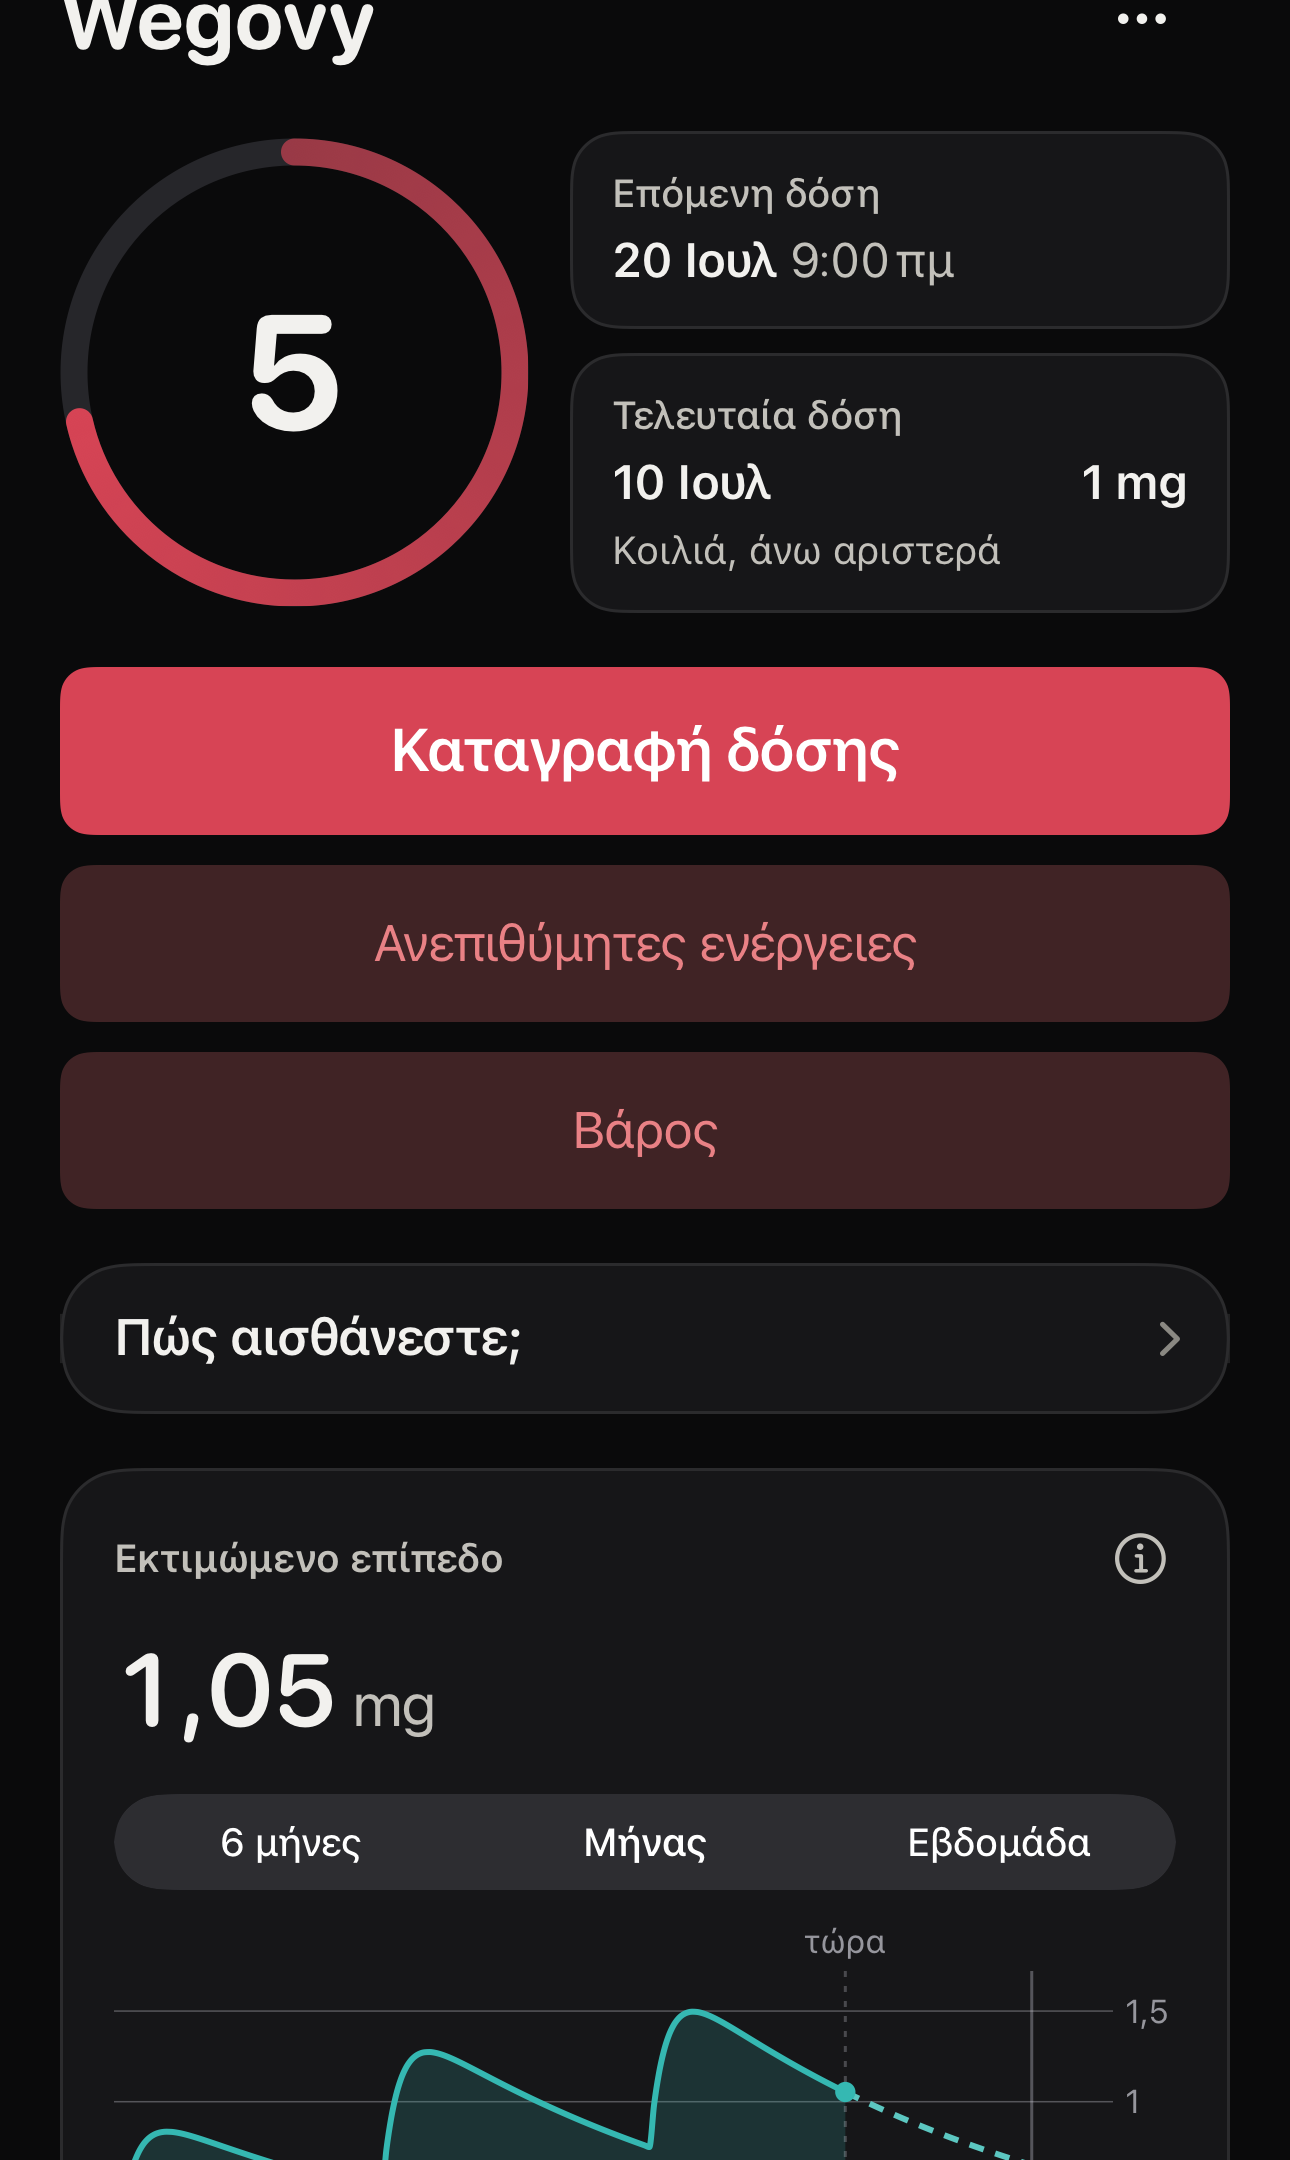 Wegovy
5
Επόμενη δόση
20 Ιουλ 9:00 πμ
Τελευταία δόση
10 Ιουλ 1 mg
Κοιλιά, άνω αριστερά
Καταγραφή δόσης
Ανεπιθύμητες ενέργειες
Βάρος
Πώς αισθάνεστε;
Εκτιμώμενο επίπεδο
1,05 mg
6 μήνες Μήνας Εβδομάδα
τώρα
1,5
1